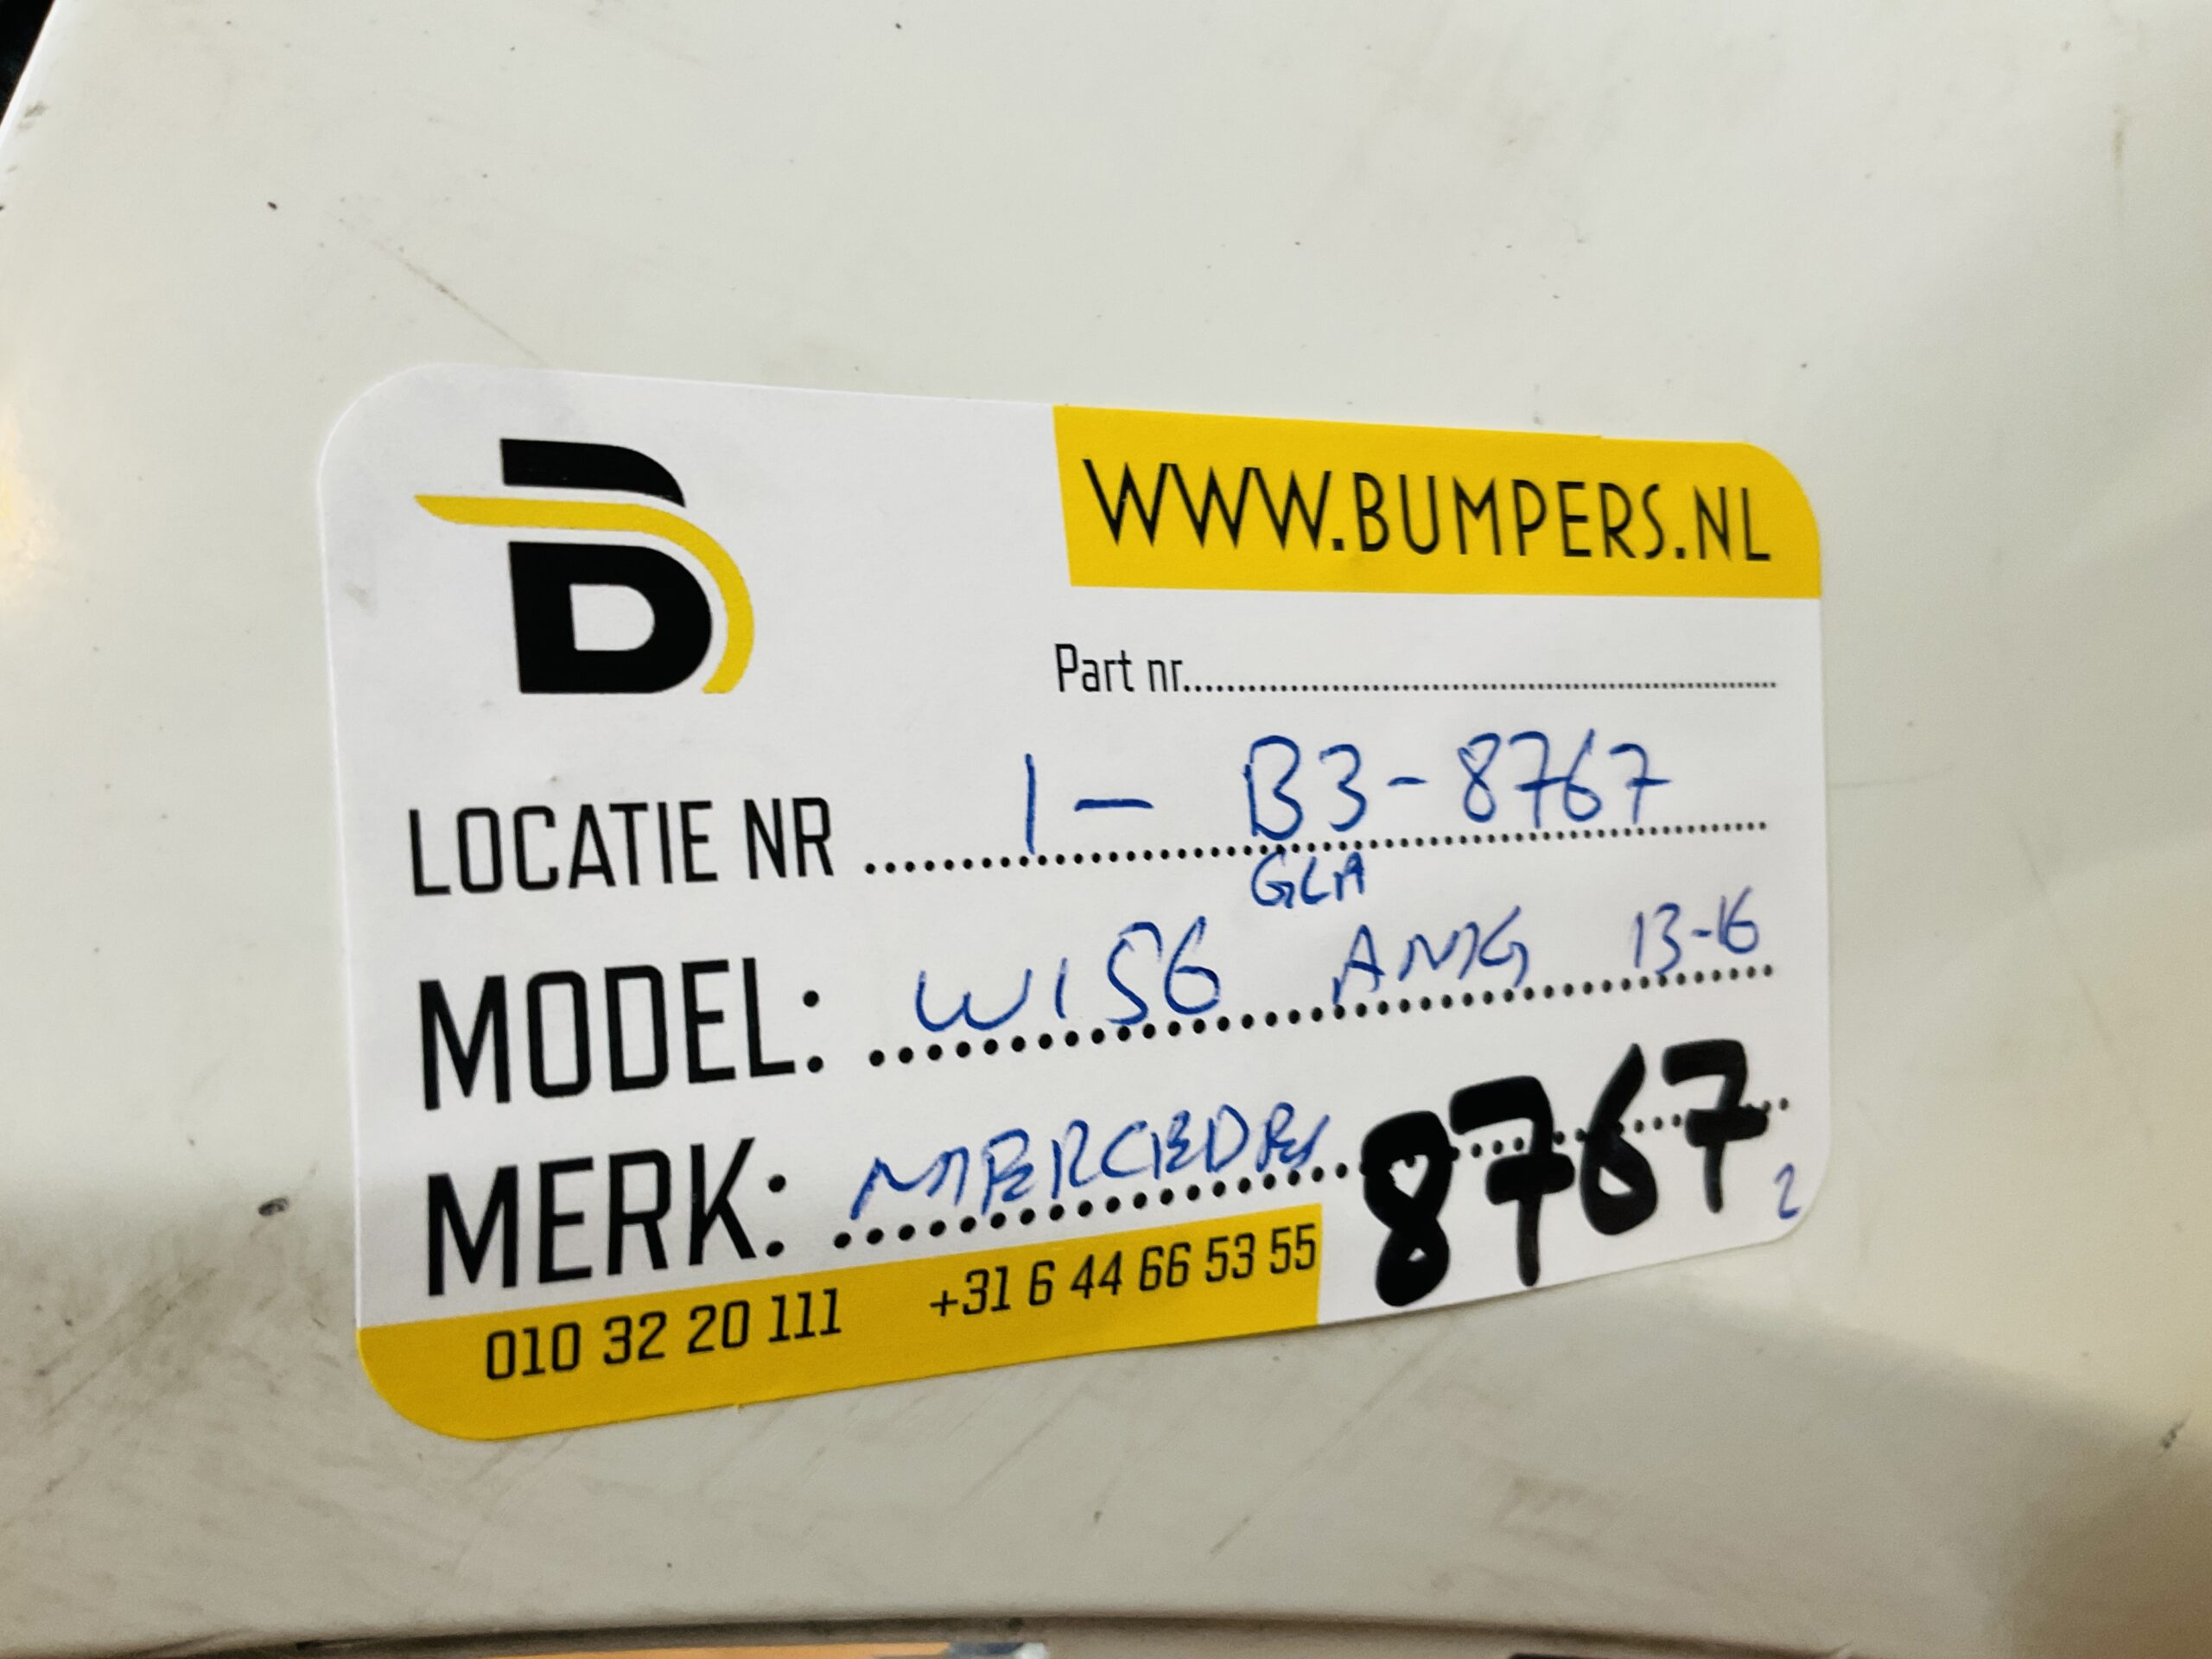 WWW.BUMPERS.NL
Part nr.
LOCATIE NR 1 - B3 - 8767
GLA
MODEL: W156 AMG 13-16
MERK: MERCEDES 8767
2
010 32 20 111 +31 6 44 66 53 55